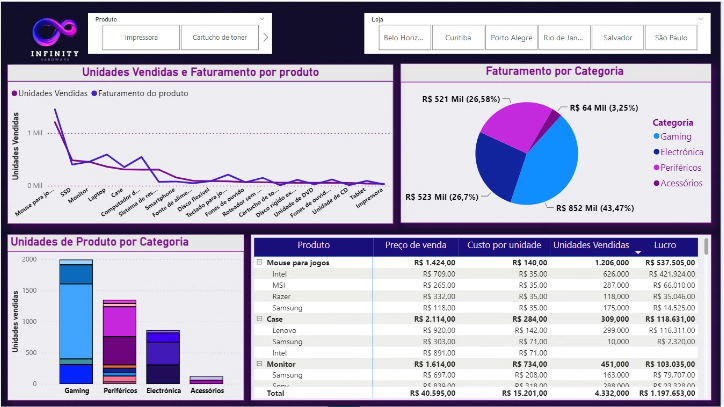 Produto
Impressora
Cartucho de toner
Loja
Belo Horiz...
Curitiba
Porto Alegre
Rio de Jan...
Salvador
São Paulo
INFINITY
HARDWARE
Unidades Vendidas e Faturamento por produto
Unidades Vendidas
Faturamento do produto
Unidades Vendidas
1 Mil
0 Mil
Mouse para jo...
SSD
Monitor
Laptop
Case
Computador d...
Sistema de res...
Smartphone
Fonte de alime...
Disco flexível
Teclado para jo...
Fones de ouvido
Roteador sem ...
Cartucho de to...
Disco rígido ex...
Unidade de DVD
Fones de ouvid...
Unidade de CD
Tablet
Impressora
Faturamento por Categoria
R$ 521 Mil (26,58%)
R$ 64 Mil (3,25%)
R$ 523 Mil (26,7%)
R$ 852 Mil (43,47%)
Categoria
Gaming
Electrônica
Periféricos
Acessórios
Unidades de Produto por Categoria
Unidades vendidas
2000
1500
1000
500
0
Gaming
Periféricos
Electrônica
Acessórios
Produto Preço de venda Custo por unidade Unidades Vendidas Lucro
Mouse para jogos R$ 1.424,00 R$ 140,00 1.206,000 R$ 537.505,00
Intel R$ 709,00 R$ 35,00 626,000 R$ 421.924,00
MSI R$ 265,00 R$ 35,00 287,000 R$ 66.010,00
Razer R$ 332,00 R$ 35,00 118,000 R$ 35.046,00
Samsung R$ 118,00 R$ 35,00 175,000 R$ 14.525,00
Case R$ 2.114,00 R$ 284,00 309,000 R$ 118.631,00
Lenovo R$ 920,00 R$ 142,00 299,000 R$ 116.311,00
Samsung R$ 303,00 R$ 71,00 10,000 R$ 2.320,00
Intel R$ 891,00 R$ 71,00
Monitor R$ 1.614,00 R$ 734,00 451,000 R$ 103.035,00
Samsung R$ 697,00 R$ 208,00 163,000 R$ 79.707,00
Sony R$ 839,00 R$ 318,00 288,000 R$ 23.328,00
Total R$ 40.595,00 R$ 15.201,00 4.332,000 R$ 1.197.653,00